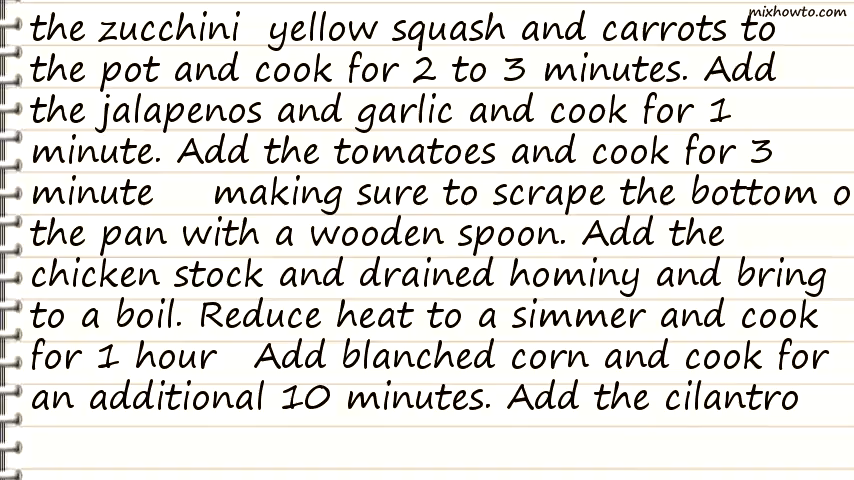 mixhowto.com
the zucchini yellow squash and carrots to
the pot and cook for 2 to 3 minutes. Add
the jalapenos and garlic and cook for 1
minute. Add the tomatoes and cook for 3
minute making sure to scrape the bottom o
the pan with a wooden spoon. Add the
chicken stock and drained hominy and bring
to a boil. Reduce heat to a simmer and cook
for 1 hour Add blanched corn and cook for
an additional 10 minutes. Add the cilantro